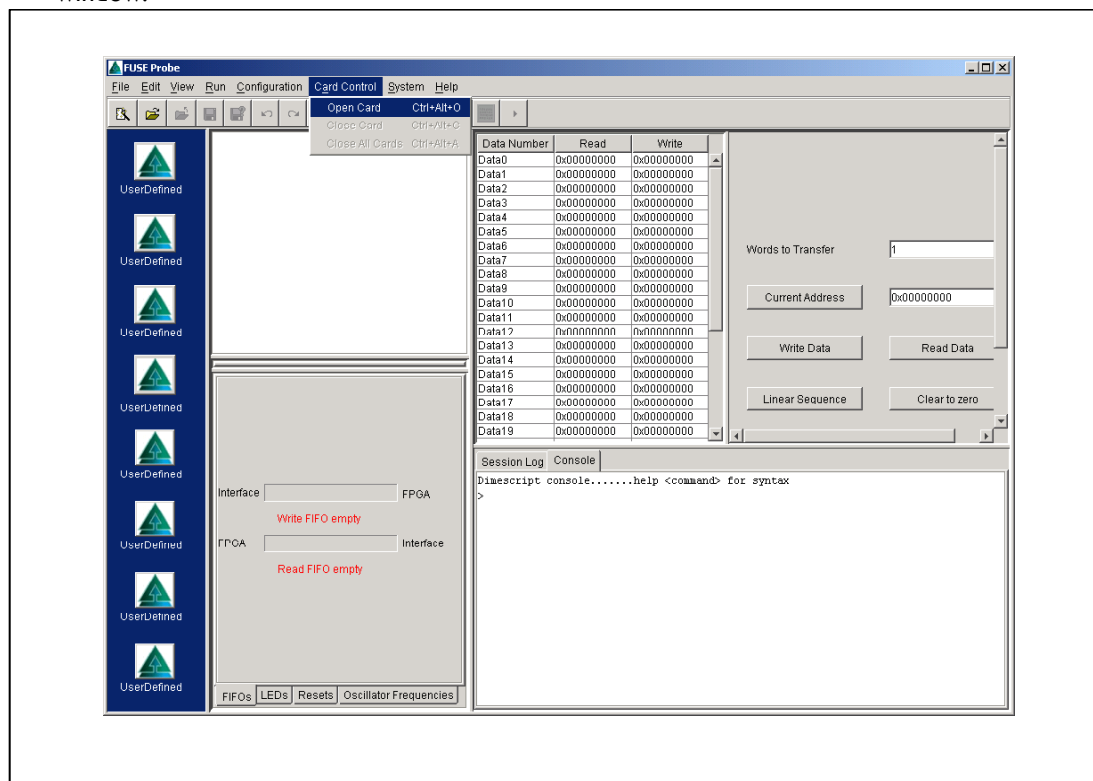 FUSE Probe
File Edit View Run Configuration Card Control System Help
Open Card Ctrl+Alt+O
Close Card Ctrl+Alt+C
Close All Cards Ctrl+Alt+A
UserDefined
UserDefined
UserDefined
UserDefined
UserDefined
UserDefined
UserDefined
UserDefined
Data Number Read Write
Data0 0x00000000 0x00000000
Data1 0x00000000 0x00000000
Data2 0x00000000 0x00000000
Data3 0x00000000 0x00000000
Data4 0x00000000 0x00000000
Data5 0x00000000 0x00000000
Data6 0x00000000 0x00000000
Data7 0x00000000 0x00000000
Data8 0x00000000 0x00000000
Data9 0x00000000 0x00000000
Data10 0x00000000 0x00000000
Data11 0x00000000 0x00000000
Data12 0x00000000 0x00000000
Data13 0x00000000 0x00000000
Data14 0x00000000 0x00000000
Data15 0x00000000 0x00000000
Data16 0x00000000 0x00000000
Data17 0x00000000 0x00000000
Data18 0x00000000 0x00000000
Data19 0x00000000 0x00000000
Words to Transfer 1
Current Address 0x00000000
Write Data Read Data
Linear Sequence Clear to zero
Interface FPGA
Write FIFO empty
FPGA Interface
Read FIFO empty
FIFOs LEDs Resets Oscillator Frequencies
Session Log Console
Dimescript console.......help <command> for syntax
>